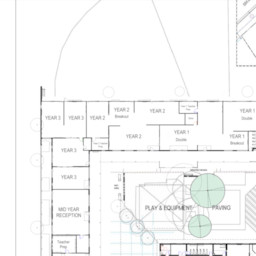 YEAR 2
Breakout
YEAR 2
YEAR 3
YEAR 3
YEAR 2
YEAR 2
YEAR 1
Double
YEAR 1
Double
YEAR 1
Breakout
YEAR 3
YEAR 3
MID YEAR
RECEPTION
Teacher
Prep
PLAY & EQUIPMENT
PAVING